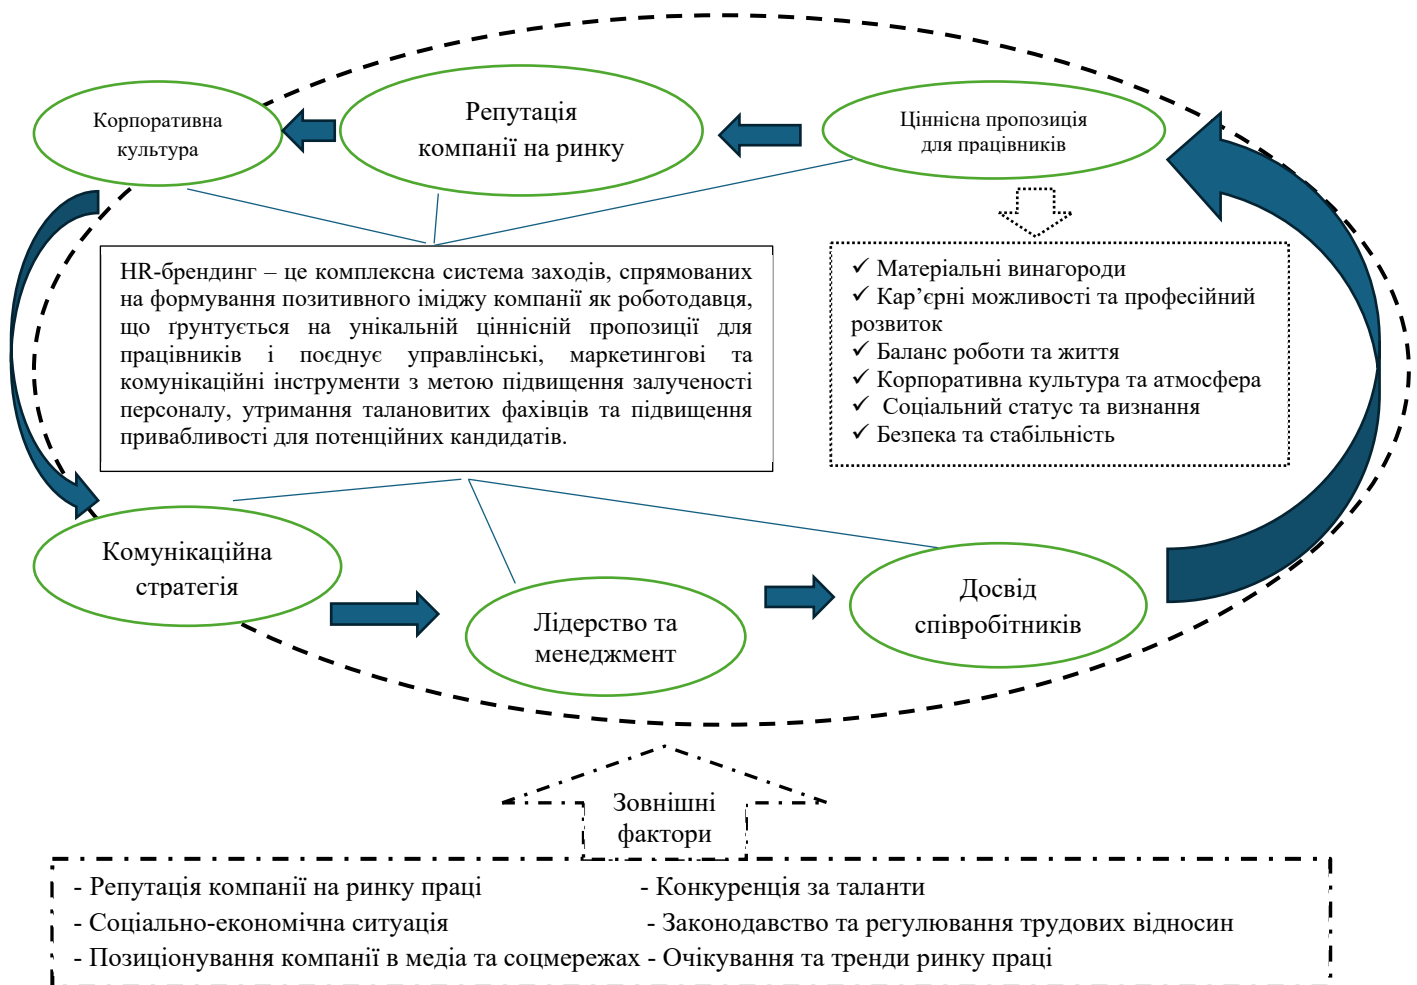 Корпоративна
культура
Репутація
компанії на ринку
Ціннісна пропозиція
для працівників
HR-брендинг – це комплексна система заходів, спрямованих
на формування позитивного іміджу компанії як роботодавця,
що ґрунтується на унікальній ціннісній пропозиції для
працівників і поєднує управлінські, маркетингові та
комунікаційні інструменти з метою підвищення залученості
персоналу, утримання талановитих фахівців та підвищення
привабливості для потенційних кандидатів.
✓ Матеріальні винагороди
✓ Кар’єрні можливості та професійний
розвиток
✓ Баланс роботи та життя
✓ Корпоративна культура та атмосфера
✓ Соціальний статус та визнання
✓ Безпека та стабільність
Комунікаційна
стратегія
Лідерство та
менеджмент
Досвід
співробітників
Зовнішні
фактори
- Репутація компанії на ринку праці - Конкуренція за таланти
- Соціально-економічна ситуація - Законодавство та регулювання трудових відносин
- Позиціонування компанії в медіа та соцмережах - Очікування та тренди ринку праці